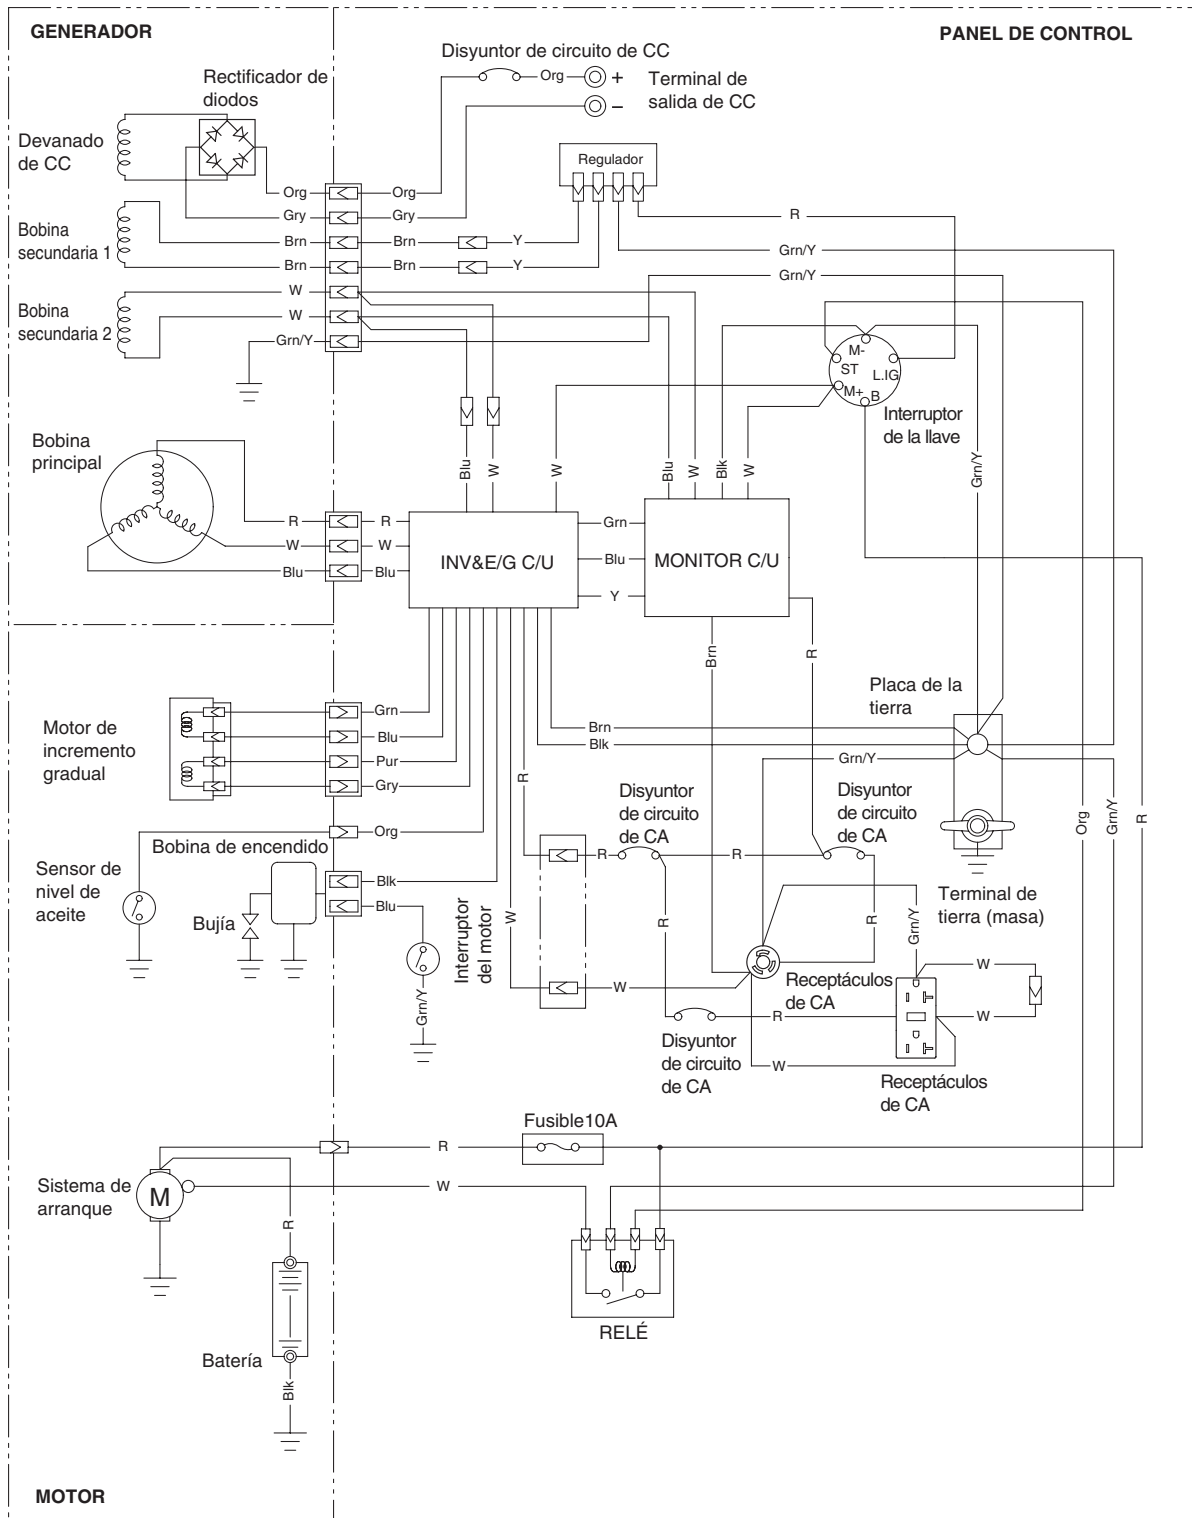 GENERADOR
PANEL DE CONTROL
Disyuntor de circuito de CC
Rectificador de
diodos
Org
+
−
Terminal de
salida de CC
Devanado
de CC
Regulador
Org
Org
Gry
Gry
R
Bobina
secundaria 1
Brn
Brn
Y
Grn/Y
Brn
Brn
Y
Grn/Y
W
Bobina
secundaria 2
W
Grn/Y
M-
ST
L.IG
M+
B
Interruptor
de la llave
Bobina
principal
Blu
W
W
Blu
W
Blk
W
Grn/Y
R
R
W
W
Blu
Blu
INV&E/G C/U
Grn
Blu
Y
MONITOR C/U
Brn
R
Placa de la
tierra
Motor de
incremento
gradual
Grn
Blu
Pur
Gry
Brn
Blk
Grn/Y
R
Disyuntor
de circuito
de CA
Disyuntor
de circuito
de CA
Org
Grn/Y
R
Org
Bobina de encendido
R
R
Sensor de
nivel de
aceite
Blk
Blu
Bujía
Interruptor
del motor
W
R
R
Grn/Y
Terminal de
tierra (masa)
W
Receptáculos
de CA
W
Grn/Y
R
W
Disyuntor
de circuito
de CA
W
Receptáculos
de CA
Fusible10A
R
Sistema de
arranque
M
W
R
RELÉ
Batería
Blk
MOTOR